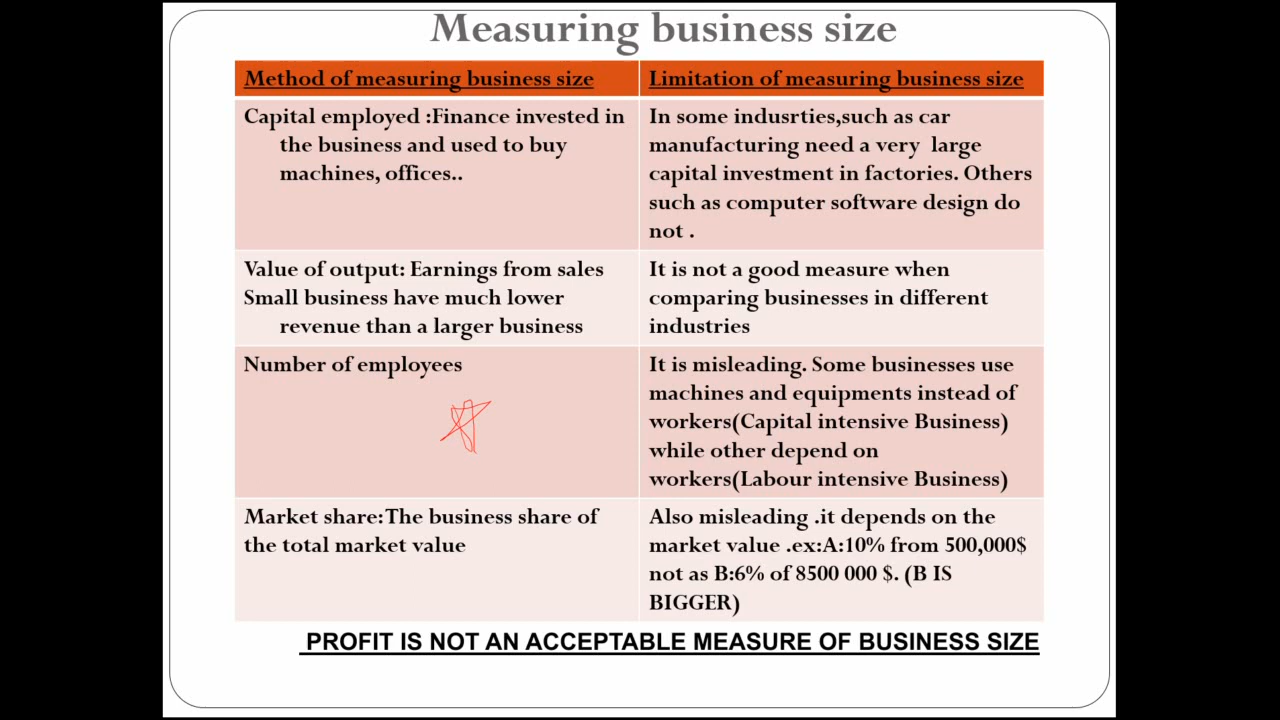 Measuring business size
Method of measuring business size
Limitation of measuring business size
Capital employed :Finance invested in
the business and used to buy
machines, offices..
In some indusrties,such as car
manufacturing need a very large
capital investment in factories. Others
such as computer software design do
not .
Value of output: Earnings from sales
Small business have much lower
revenue than a larger business
It is not a good measure when
comparing businesses in different
industries
Number of employees
It is misleading. Some businesses use
machines and equipments instead of
workers(Capital intensive Business)
while other depend on
workers(Labour intensive Business)
Market share:The business share of
the total market value
Also misleading .it depends on the
market value .ex:A:10% from 500,000$
not as B:6% of 8500 000 $. (B IS
BIGGER)
PROFIT IS NOT AN ACCEPTABLE MEASURE OF BUSINESS SIZE